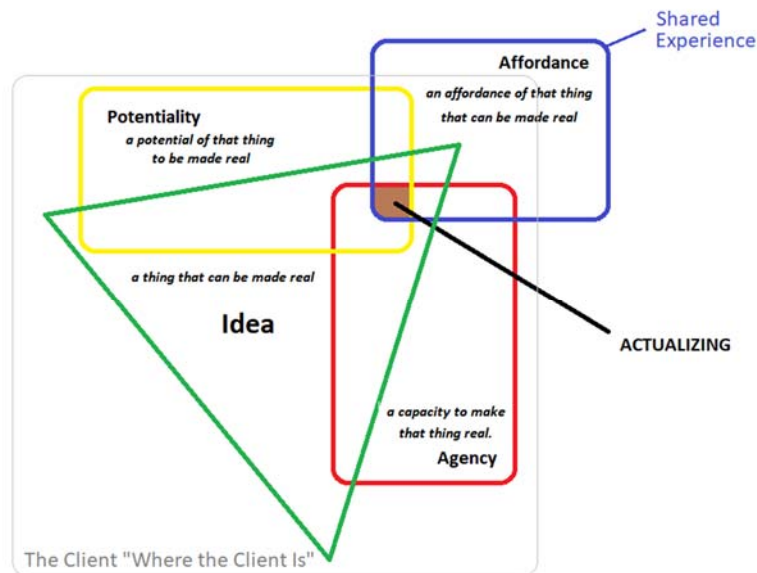 Shared
Experience
Affordance
an affordance of that thing
that can be made real
Potentiality
a potential of that thing
to be made real
a thing that can be made real
Idea
ACTUALIZING
a capacity to make
that thing real.
Agency
The Client "Where the Client Is"